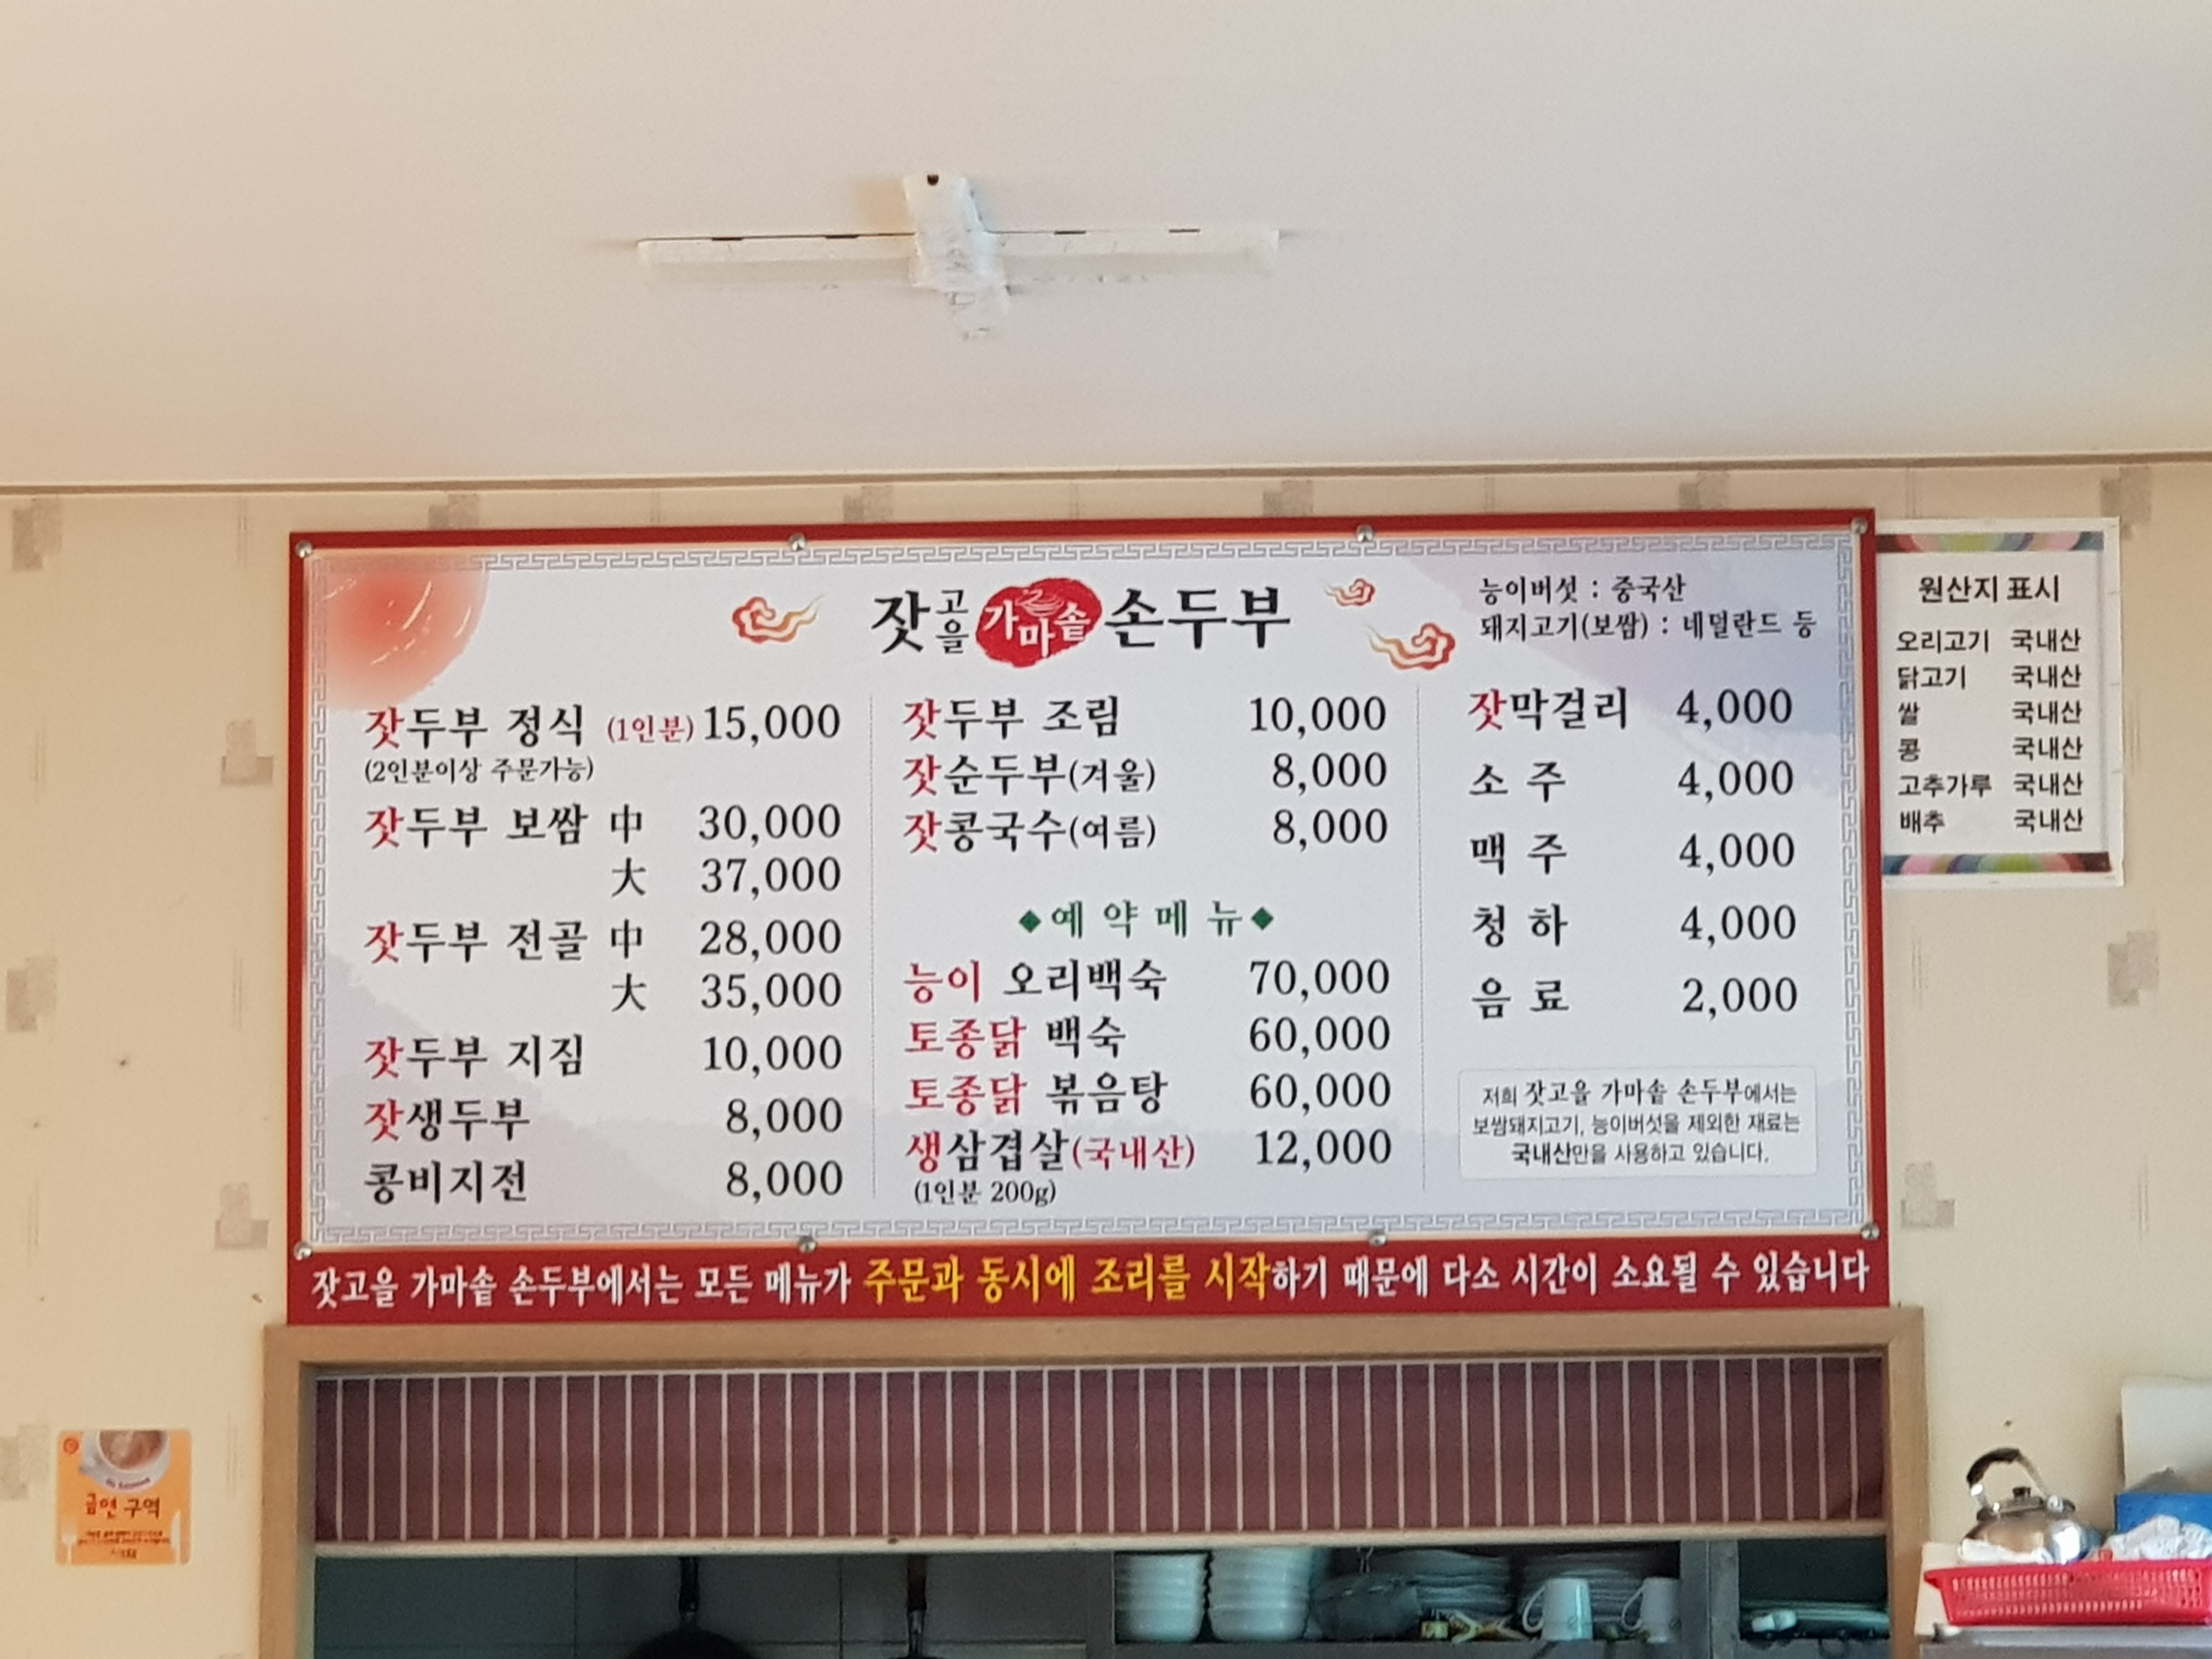 잣고을 가마솥 손두부
능이버섯 : 중국산
돼지고기(보쌈) : 네덜란드 등
잣두부 정식 (1인분) 15,000
(2인분이상 주문가능)
잣두부 보쌈 中 30,000
大 37,000
잣두부 전골 中 28,000
大 35,000
잣두부 지짐 10,000
잣생두부 8,000
콩비지전 8,000
잣두부 조림 10,000
잣순두부(겨울) 8,000
잣콩국수(여름) 8,000
◆예 약 메 뉴◆
능이 오리백숙 70,000
토종닭 백숙 60,000
토종닭 볶음탕 60,000
생삼겹살(국내산) 12,000
(1인분 200g)
잣막걸리 4,000
소 주 4,000
맥 주 4,000
청 하 4,000
음 료 2,000
저희 잣고을 가마솥 손두부에서는
보쌈돼지고기, 능이버섯을 제외한 재료는
국내산만을 사용하고 있습니다.
잣고을 가마솥 손두부에서는 모든 메뉴가 주문과 동시에 조리를 시작하기 때문에 다소 시간이 소요될 수 있습니다
원산지 표시
오리고기 국내산
닭고기 국내산
쌀 국내산
콩 국내산
고추가루 국내산
배추 국내산
금연 구역